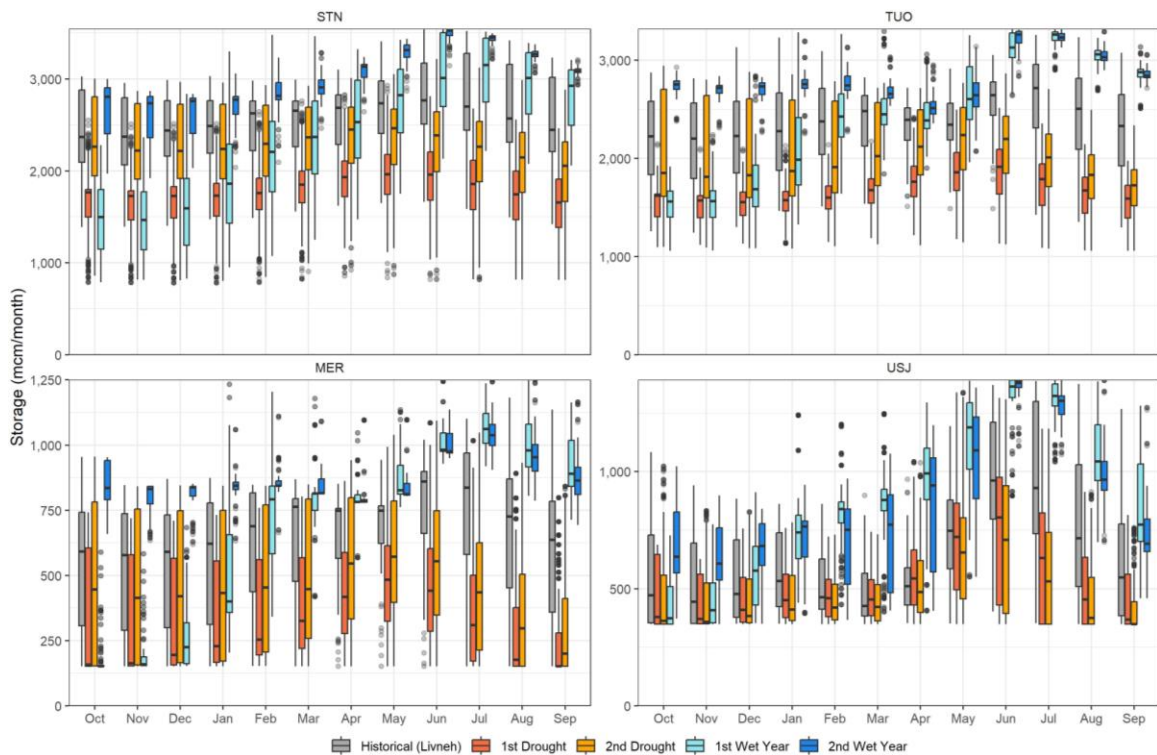 STN
TUO
3,000
2,000
1,000
0
3,000
2,000
1,000
0
Storage (mcm/month)
MER
USJ
1,250
1,000
750
500
250
0
1,000
500
0
Oct Nov Dec Jan Feb Mar Apr May Jun Jul Aug Sep
Oct Nov Dec Jan Feb Mar Apr May Jun Jul Aug Sep
Historical (Livneh) 1st Drought 2nd Drought 1st Wet Year 2nd Wet Year